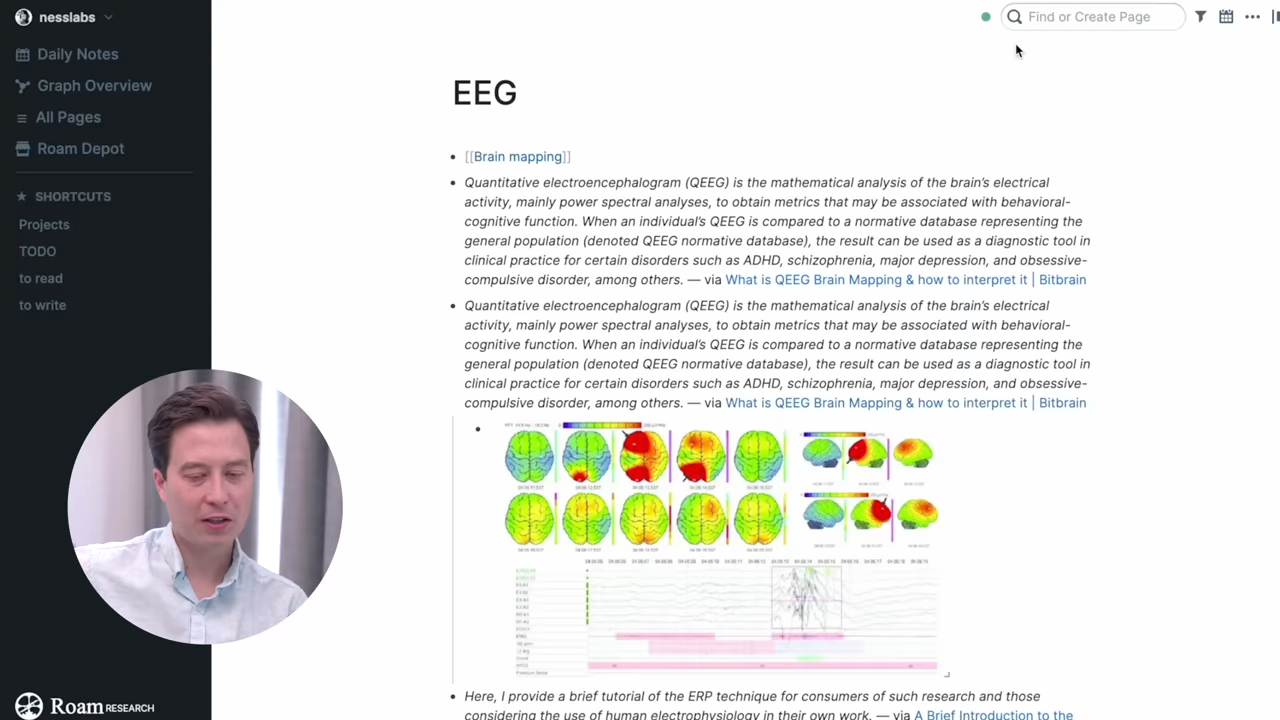 nesslabs
Daily Notes
Graph Overview
All Pages
Roam Depot
SHORTCUTS
Projects
TODO
to read
to write
Roam RESEARCH
Find or Create Page
EEG
[[Brain mapping]]
Quantitative electroencephalogram (QEEG) is the mathematical analysis of the brain's electrical
activity, mainly power spectral analyses, to obtain metrics that may be associated with behavioral-
cognitive function. When an individual's QEEG is compared to a normative database representing the
general population (denoted QEEG normative database), the result can be used as a diagnostic tool in
clinical practice for certain disorders such as ADHD, schizophrenia, major depression, and obsessive-
compulsive disorder, among others. — via What is QEEG Brain Mapping & how to interpret it | Bitbrain
Quantitative electroencephalogram (QEEG) is the mathematical analysis of the brain's electrical
activity, mainly power spectral analyses, to obtain metrics that may be associated with behavioral-
cognitive function. When an individual's QEEG is compared to a normative database representing the
general population (denoted QEEG normative database), the result can be used as a diagnostic tool in
clinical practice for certain disorders such as ADHD, schizophrenia, major depression, and obsessive-
compulsive disorder, among others. — via What is QEEG Brain Mapping & how to interpret it | Bitbrain
Here, I provide a brief tutorial of the ERP technique for consumers of such research and those
considering the use of human electrophysiology in their own work. — via A Brief Introduction to the